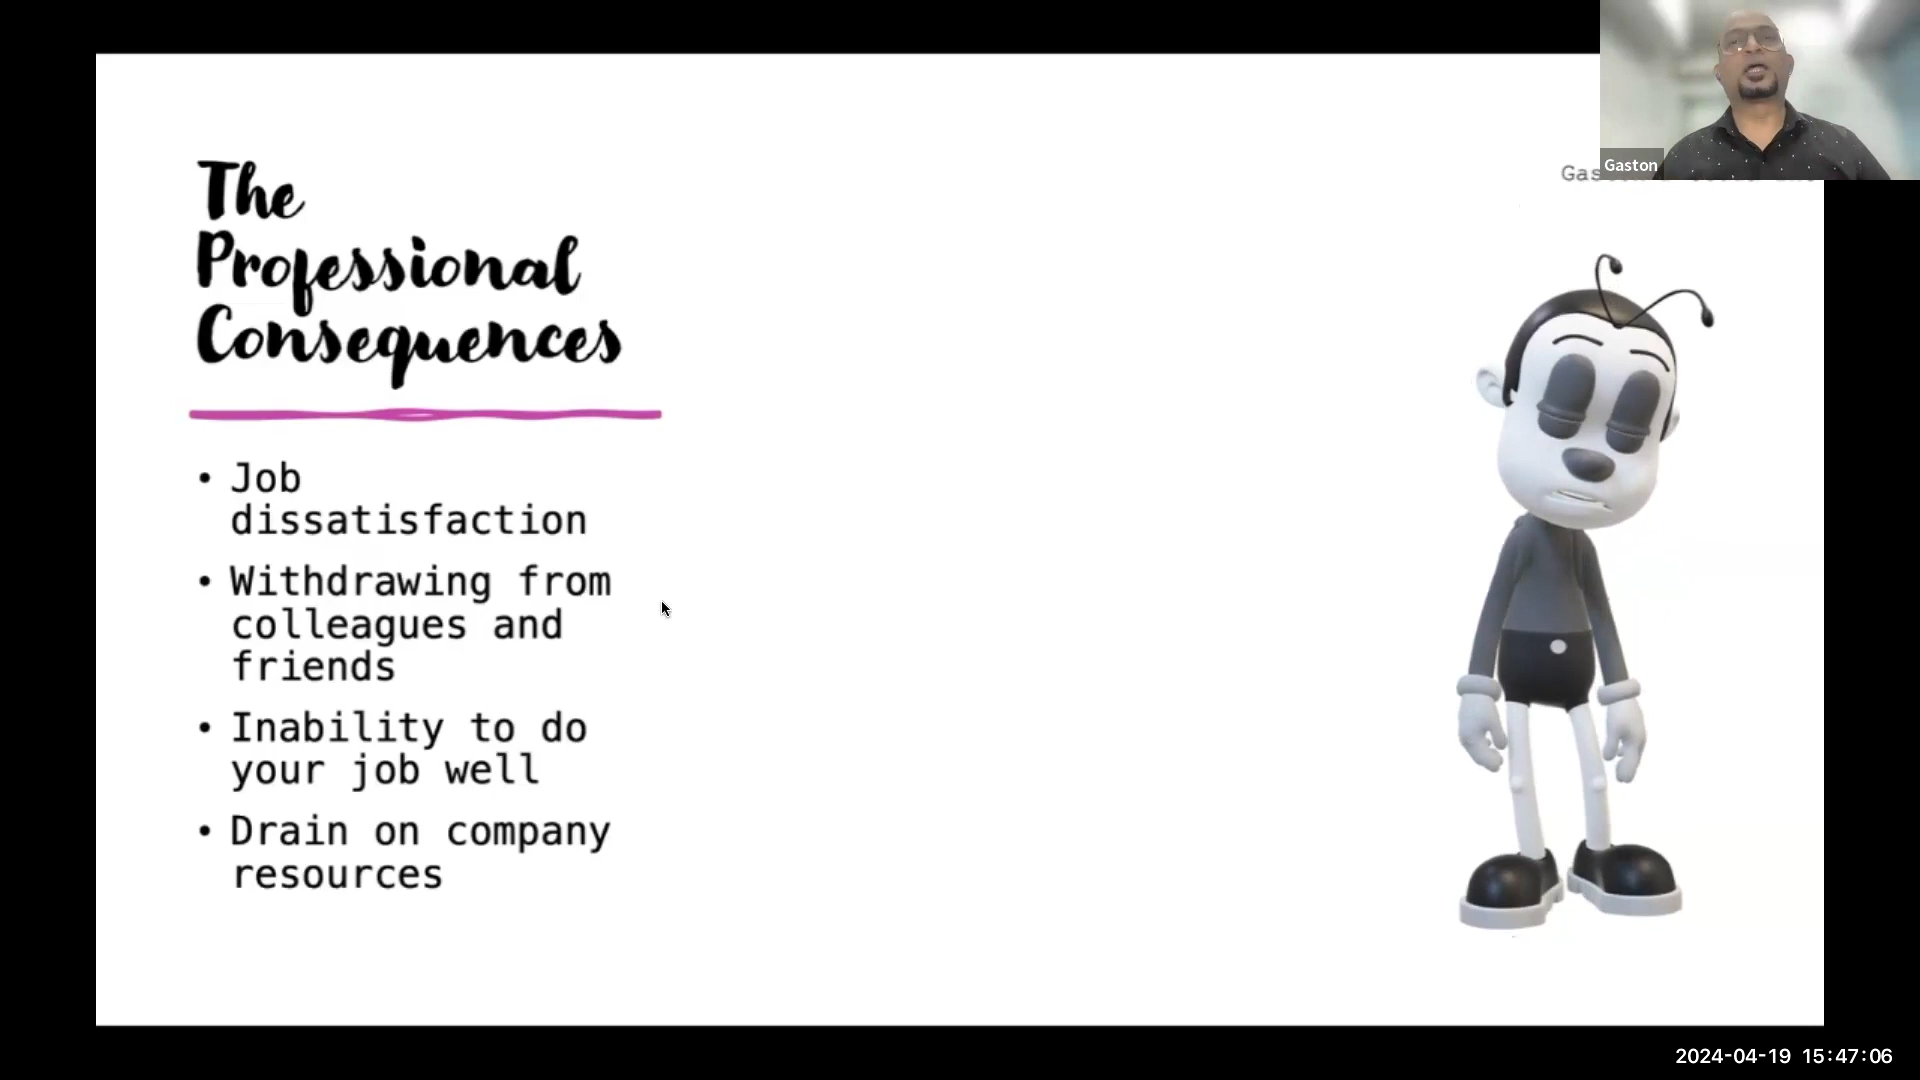 The
Professional
Consequences
• Job
dissatisfaction
• Withdrawing from
colleagues and
friends
• Inability to do
your job well
• Drain on company
resources
Gaston
2024-04-19 15:47:06